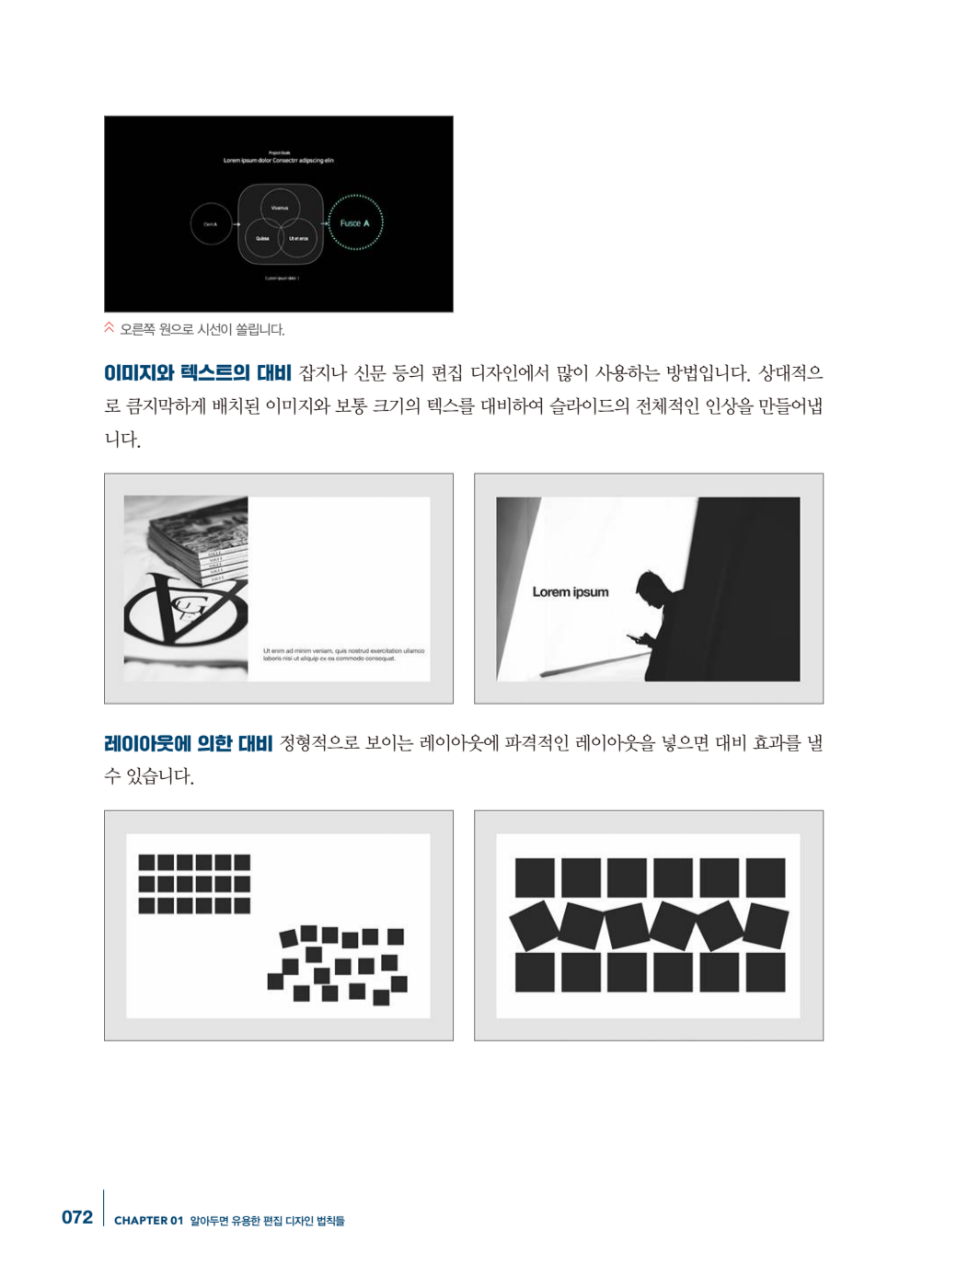 Project Goals
Lorem ipsum dolor Consectrr adipscing elin
Vivamus
Fusce A
오른쪽 원으로 시선이 쏠립니다.
이미지와 텍스트의 대비 잡지나 신문 등의 편집 디자인에서 많이 사용하는 방법입니다. 상대적으
로 큼지막하게 배치된 이미지와 보통 크기의 텍스를 대비하여 슬라이드의 전체적인 인상을 만들어냅
니다.
Lorem ipsum
Ut enim ad minim veniam, quis nostrud exercitation ullamco
laboris nisi ut aliquip ex ea commodo consequat.
레이아웃에 의한 대비 정형적으로 보이는 레이아웃에 파격적인 레이아웃을 넣으면 대비 효과를 낼
수 있습니다.
072 CHAPTER 01 알아두면 유용한 편집 디자인 법칙들